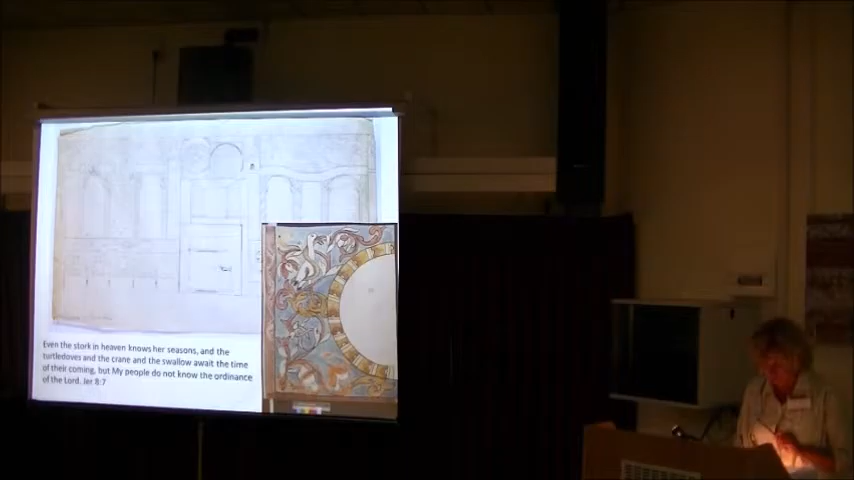 Even the stork in heaven knows her seasons, and the
turtledoves and the crane and the swallow await the time
of their coming, but My people do not know the ordinance
of the Lord. Jer 8:7